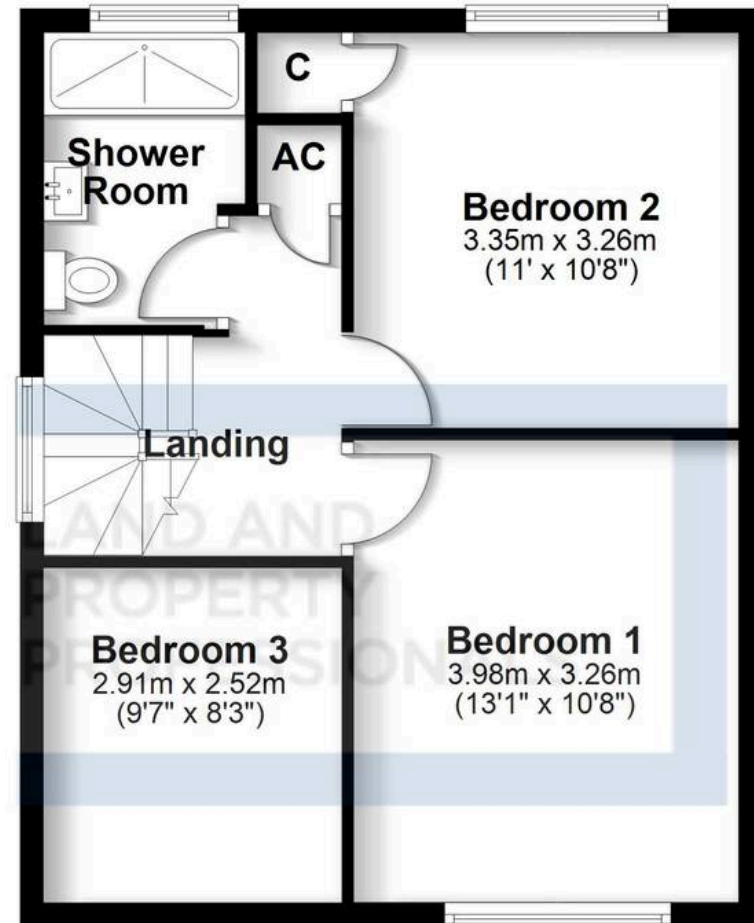 C
Shower
Room
AC
Bedroom 2
3.35m x 3.26m
(11' x 10'8")
Landing
LAND AND
PROPERTY
PROFESSIONALS
Bedroom 3
2.91m x 2.52m
(9'7" x 8'3")
Bedroom 1
3.98m x 3.26m
(13'1" x 10'8")